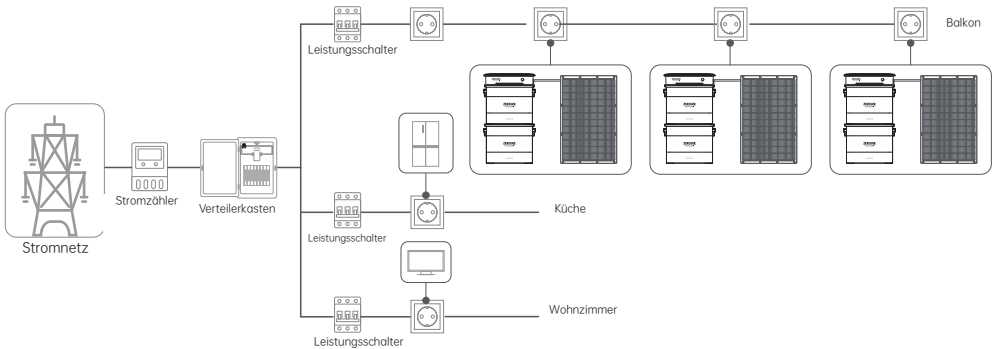 Balkon
Leistungsschalter
Stromzähler
Verteilerkasten
Küche
Leistungsschalter
Stromnetz
Wohnzimmer
Leistungsschalter